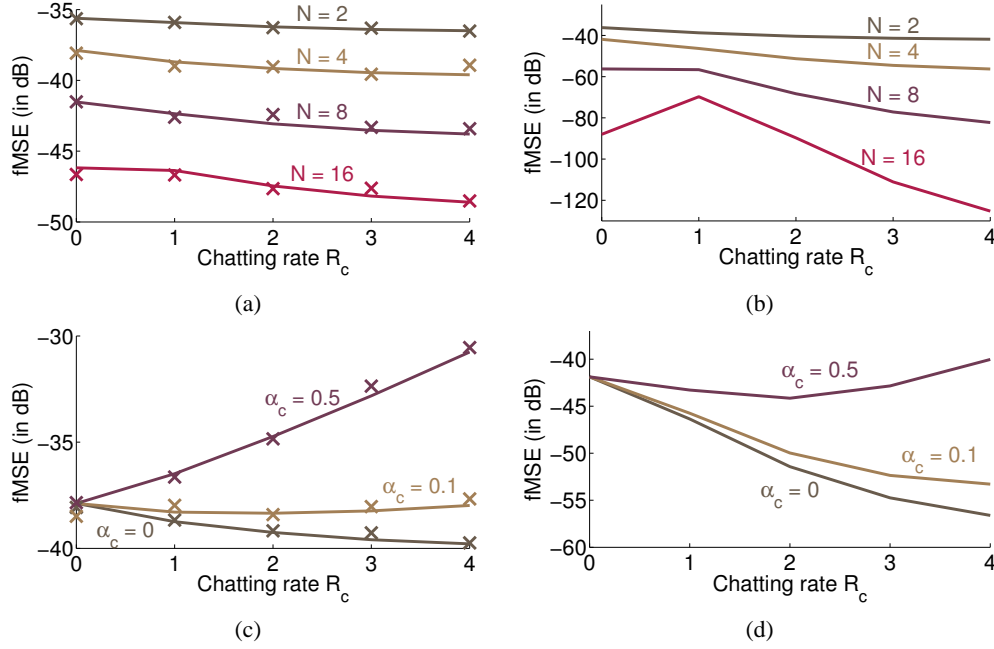 −35
−40
−45
−50
fMSE (in dB)
N = 2
N = 4
N = 8
N = 16
0 1 2 3 4
Chatting rate R_c
(a)
−40
−60
−80
−100
−120
fMSE (in dB)
N = 2
N = 4
N = 8
N = 16
0 1 2 3 4
Chatting rate R_c
(b)
−30
−35
−40
fMSE (in dB)
α_c = 0.5
α_c = 0.1
α_c = 0
0 1 2 3 4
Chatting rate R_c
(c)
−40
−45
−50
−55
−60
fMSE (in dB)
α_c = 0.5
α_c = 0.1
α_c = 0
0 1 2 3 4
Chatting rate R_c
(d)